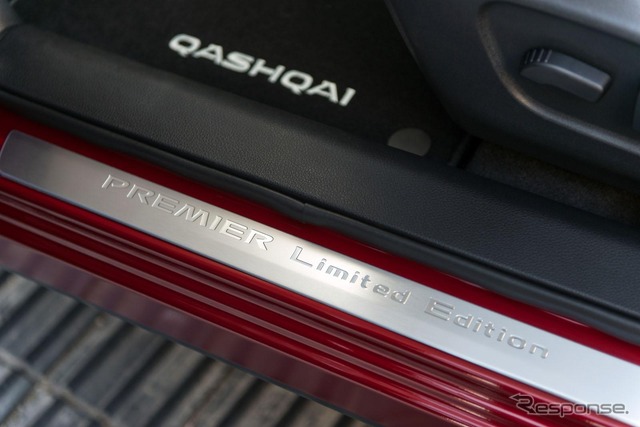 QASHQAI
PREMIER Limited Edition
Response.